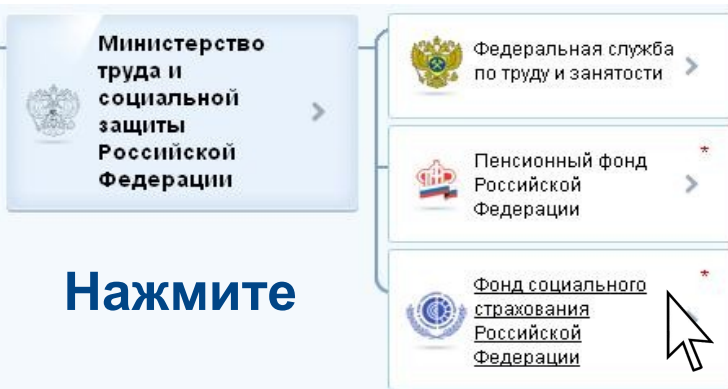 Министерство
труда и
социальной
защиты
Российской
Федерации
Федеральная служба
по труду и занятости
*
Пенсионный фонд
Российской
Федерации
*
Фонд социального
страхования
Российской
Федерации
Нажмите